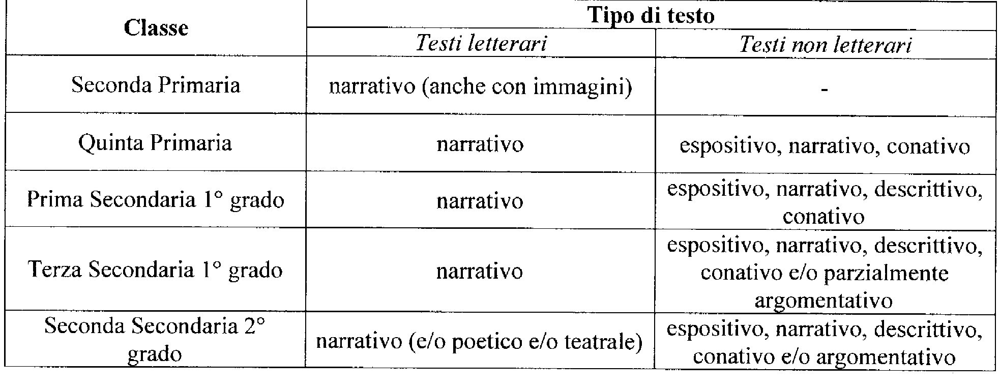 Classe
Tipo di testo
Testi letterari
Testi non letterari
Seconda Primaria
narrativo (anche con immagini)
-
Quinta Primaria
narrativo
espositivo, narrativo, conativo
Prima Secondaria 1° grado
narrativo
espositivo, narrativo, descrittivo,
conativo
Terza Secondaria 1° grado
narrativo
espositivo, narrativo, descrittivo,
conativo e/o parzialmente
argomentativo
Seconda Secondaria 2°
grado
narrativo (e/o poetico e/o teatrale)
espositivo, narrativo, descrittivo,
conativo e/o argomentativo